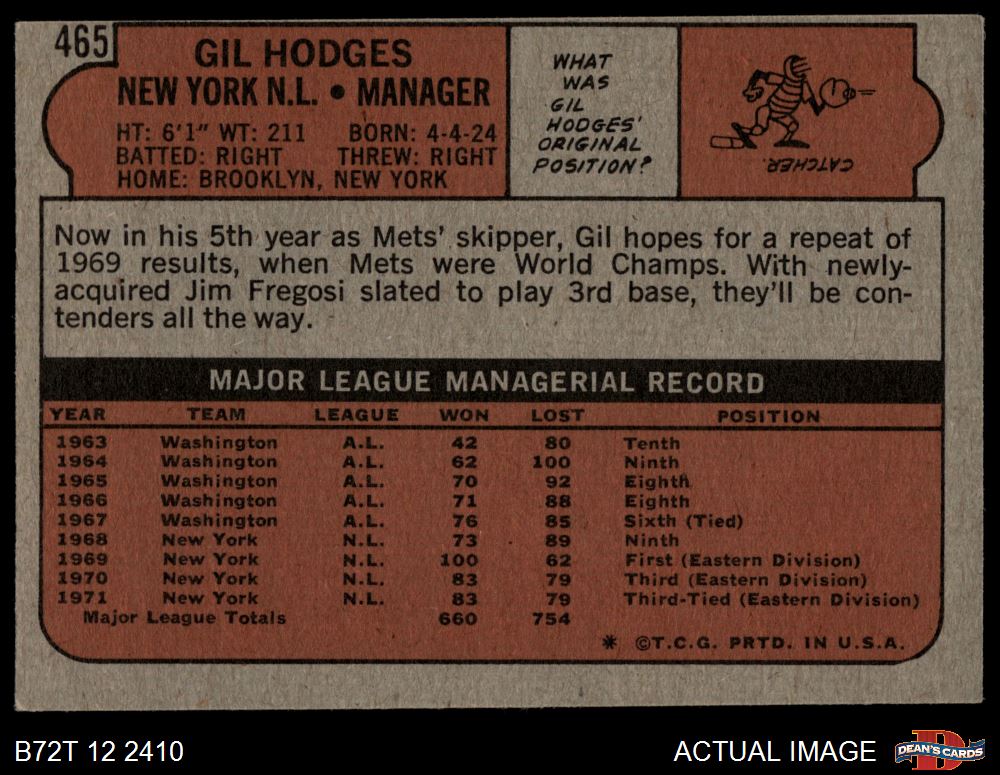 465
GIL HODGES
NEW YORK N.L. • MANAGER
HT: 6'1" WT: 211 BORN: 4-4-24
BATTED: RIGHT THREW: RIGHT
HOME: BROOKLYN, NEW YORK
WHAT
WAS
GIL
HODGES'
ORIGINAL
POSITION?
CATCHER.
Now in his 5th year as Mets' skipper, Gil hopes for a repeat of
1969 results, when Mets were World Champs. With newly-
acquired Jim Fregosi slated to play 3rd base, they'll be con-
tenders all the way.
MAJOR LEAGUE MANAGERIAL RECORD
YEAR TEAM LEAGUE WON LOST POSITION
1963 Washington A.L. 42 80 Tenth
1964 Washington A.L. 62 100 Ninth
1965 Washington A.L. 70 92 Eighth
1966 Washington A.L. 71 88 Eighth
1967 Washington A.L. 76 85 Sixth (Tied)
1968 New York N.L. 73 89 Ninth
1969 New York N.L. 100 62 First (Eastern Division)
1970 New York N.L. 83 79 Third (Eastern Division)
1971 New York N.L. 83 79 Third-Tied (Eastern Division)
Major League Totals 660 754
* ©T.C.G. PRTD. IN U.S.A.
B72T 12 2410
ACTUAL IMAGE
D
DEAN'S CARDS